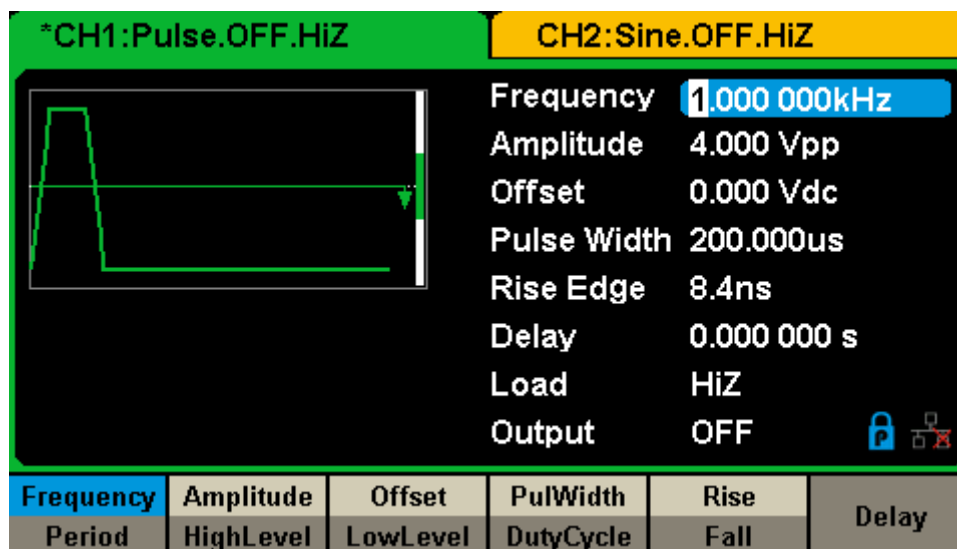 *CH1:Pulse.OFF.HiZ
CH2:Sine.OFF.HiZ
Frequency 1.000 000kHz
Amplitude 4.000 Vpp
Offset 0.000 Vdc
Pulse Width 200.000us
Rise Edge 8.4ns
Delay 0.000 000 s
Load HiZ
Output OFF
P
Frequency Amplitude Offset PulWidth Rise Delay
Period HighLevel LowLevel DutyCycle Fall